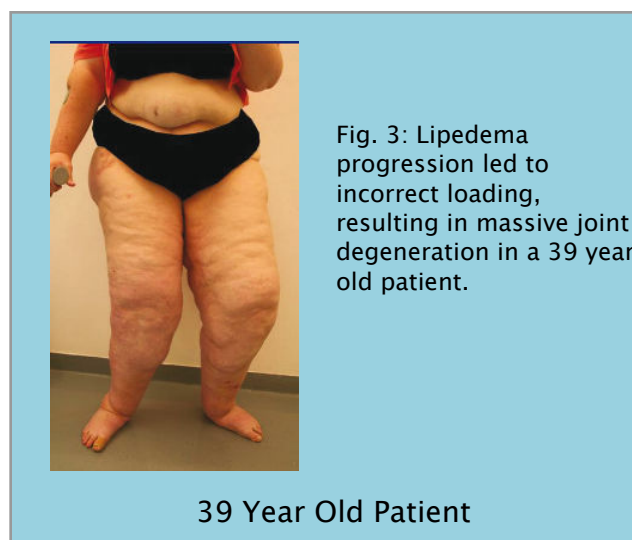 Fig. 3: Lipedema
progression led to
incorrect loading,
resulting in massive joint
degeneration in a 39 year
old patient.
39 Year Old Patient